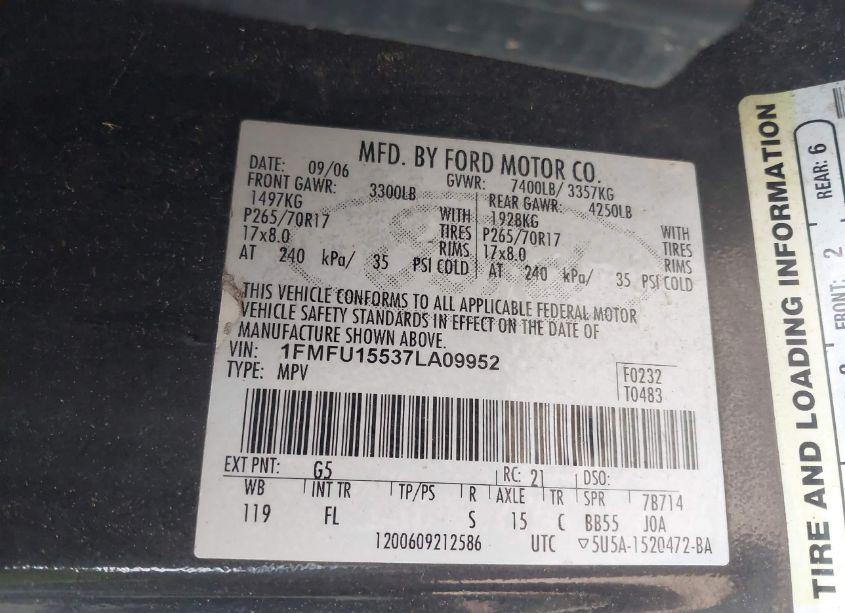 MFD. BY FORD MOTOR CO.
DATE: 09/06 GVWR: 7400LB/ 3357KG
FRONT GAWR: 3300LB REAR GAWR: 4250LB
1497KG WITH 1928KG WITH
P265/70R17 TIRES P265/70R17 TIRES
17x8.0 RIMS 17x8.0 RIMS
AT 240 kPa/ 35 PSI COLD AT 240 kPa/ 35 PSI COLD
THIS VEHICLE CONFORMS TO ALL APPLICABLE FEDERAL MOTOR
VEHICLE SAFETY STANDARDS IN EFFECT ON THE DATE OF
MANUFACTURE SHOWN ABOVE.
VIN: 1FMFU15537LA09952
TYPE: MPV
F0232
T0483
EXT PNT: G5 RC: 21 DSO:
WB INT TR TP/PS R AXLE TR SPR 7B714
119 FL S 15 C BB55 J0A
1200609212586 UTC ▽5U5A-1520472-BA
TIRE AND LOADING INFORMATION
FRONT: 2 REAR: 6